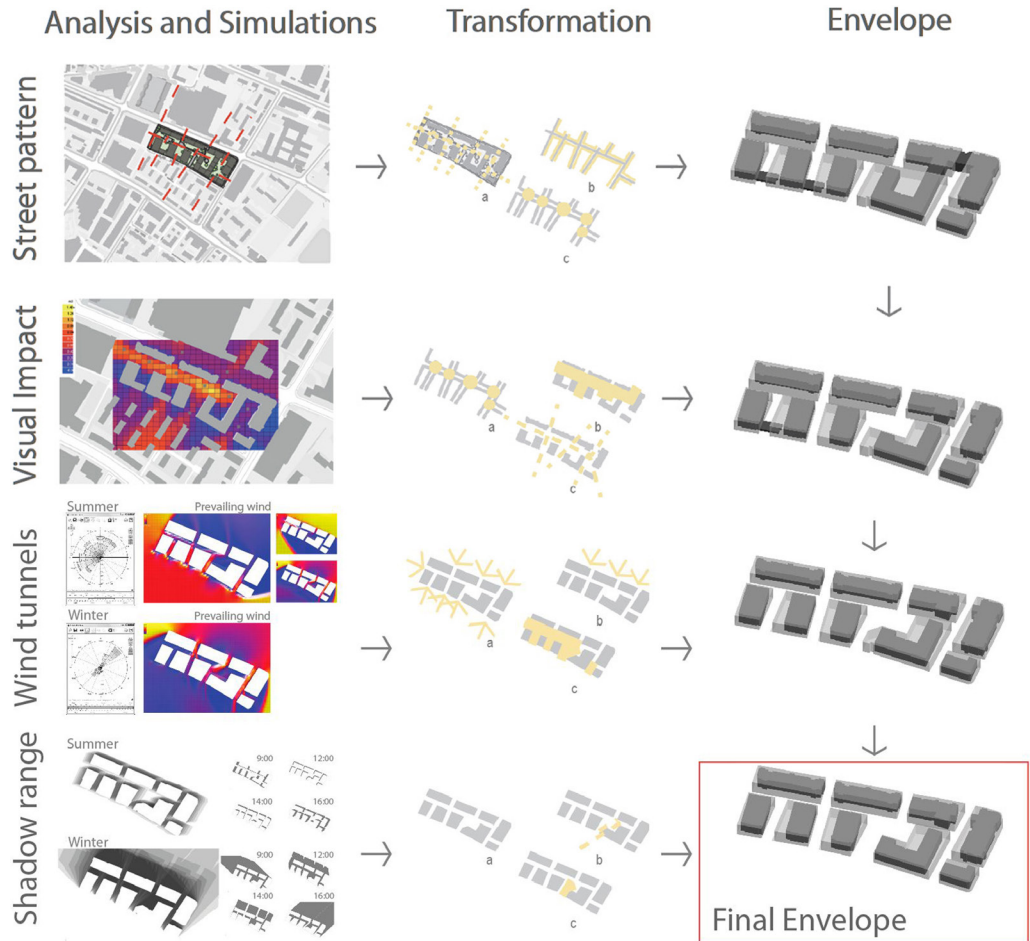 Analysis and Simulations
Transformation
Envelope
Street pattern
a
b
c
Visual Impact
a
b
c
Wind tunnels
Summer
Prevailing wind
Winter
Prevailing wind
a
b
c
Shadow range
Summer
9:00
12:00
14:00
16:00
Winter
9:00
12:00
14:00
16:00
a
b
c
Final Envelope